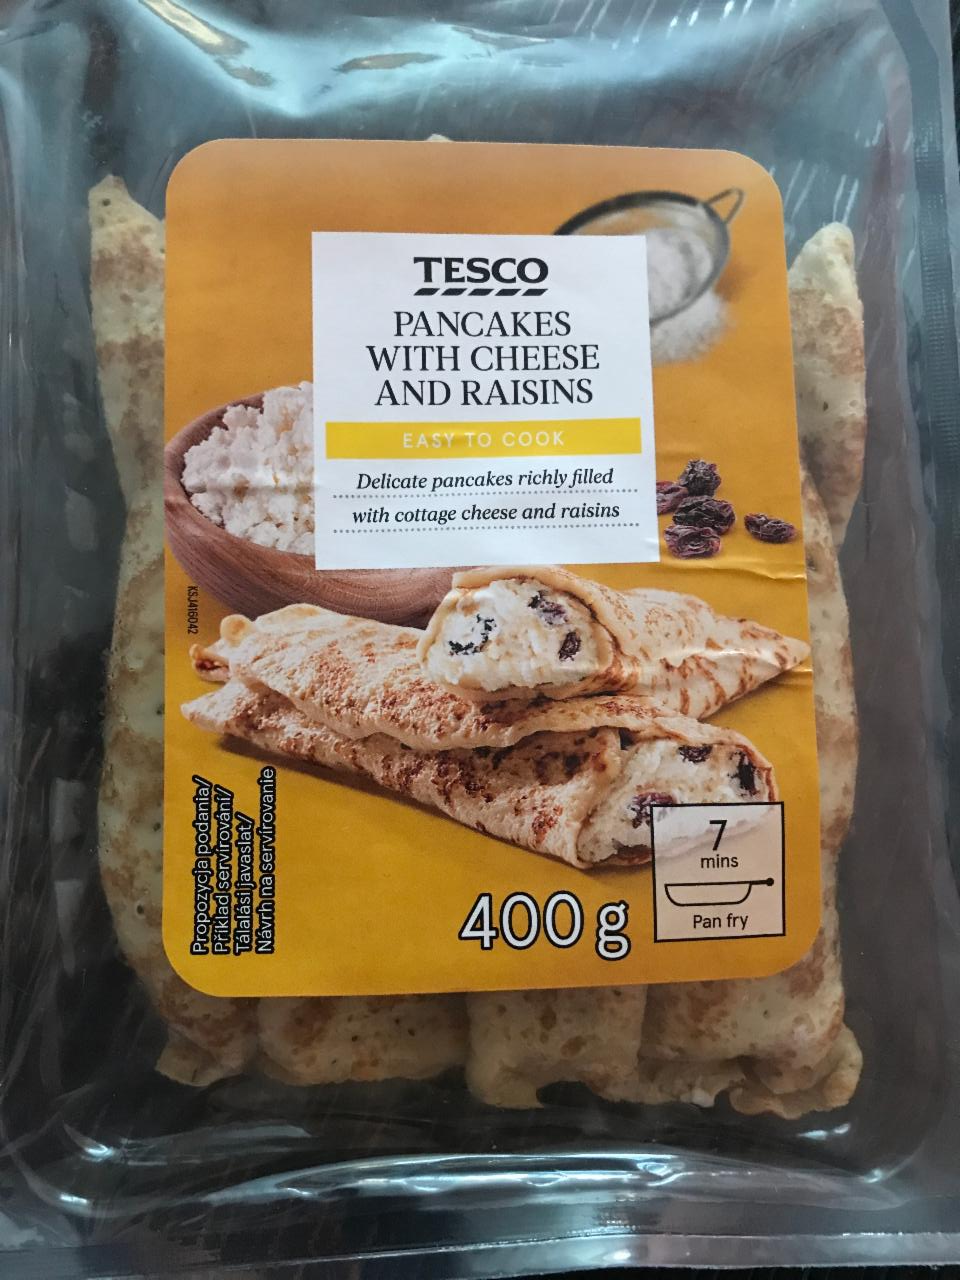 TESCO
PANCAKES
WITH CHEESE
AND RAISINS
EASY TO COOK
Delicate pancakes richly filled
with cottage cheese and raisins
KSJ416042
Propozycja podania/
Příklad servírování/
Tálalási javaslat/
Návrh na servírovanie
400 g
7
mins
Pan fry